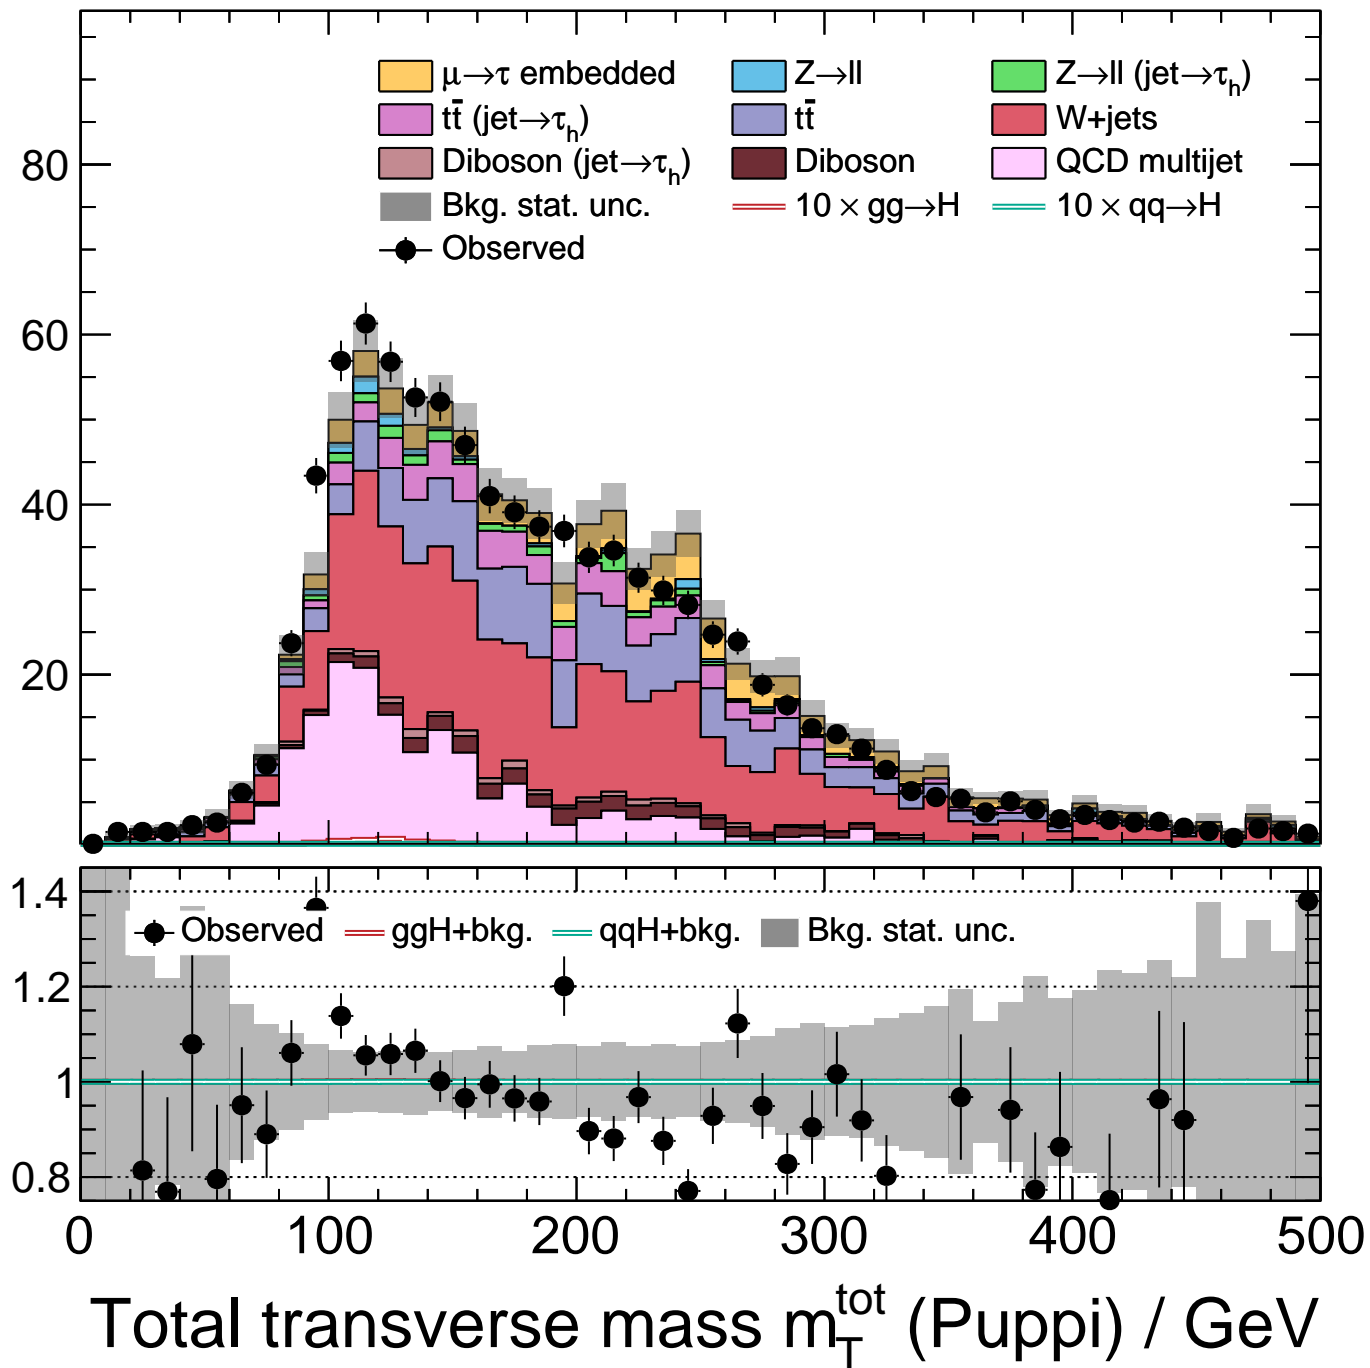 μ→τ embedded Z→ll Z→ll (jet→τₕ)
tt̄ (jet→τₕ) tt̄ W+jets
Diboson (jet→τₕ) Diboson QCD multijet
Bkg. stat. unc. 10 × gg→H 10 × qq→H
Observed
80
60
40
20
1.4
Observed ggH+bkg. qqH+bkg. Bkg. stat. unc.
1.2
1
0.8
0 100 200 300 400 500
Total transverse mass m_T^tot (Puppi) / GeV